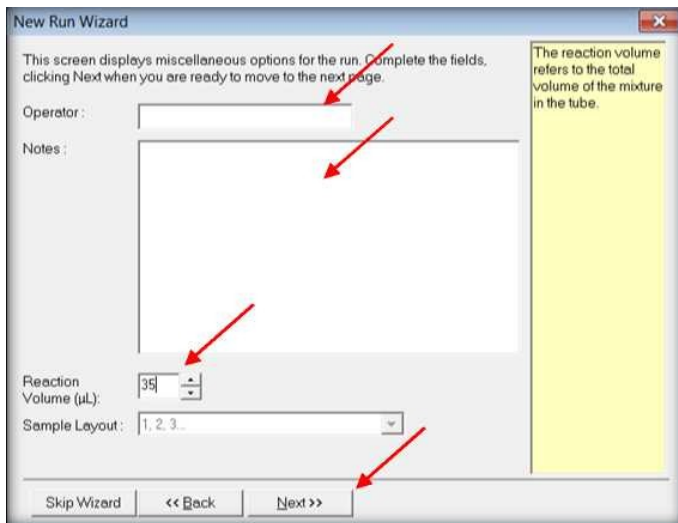 New Run Wizard
This screen displays miscellaneous options for the run. Complete the fields,
clicking Next when you are ready to move to the next page.
The reaction volume
refers to the total
volume of the mixture
in the tube.
Operator :
Notes :
Reaction
Volume (µL):
35
Sample Layout :
1, 2, 3...
Skip Wizard
<< Back
Next >>